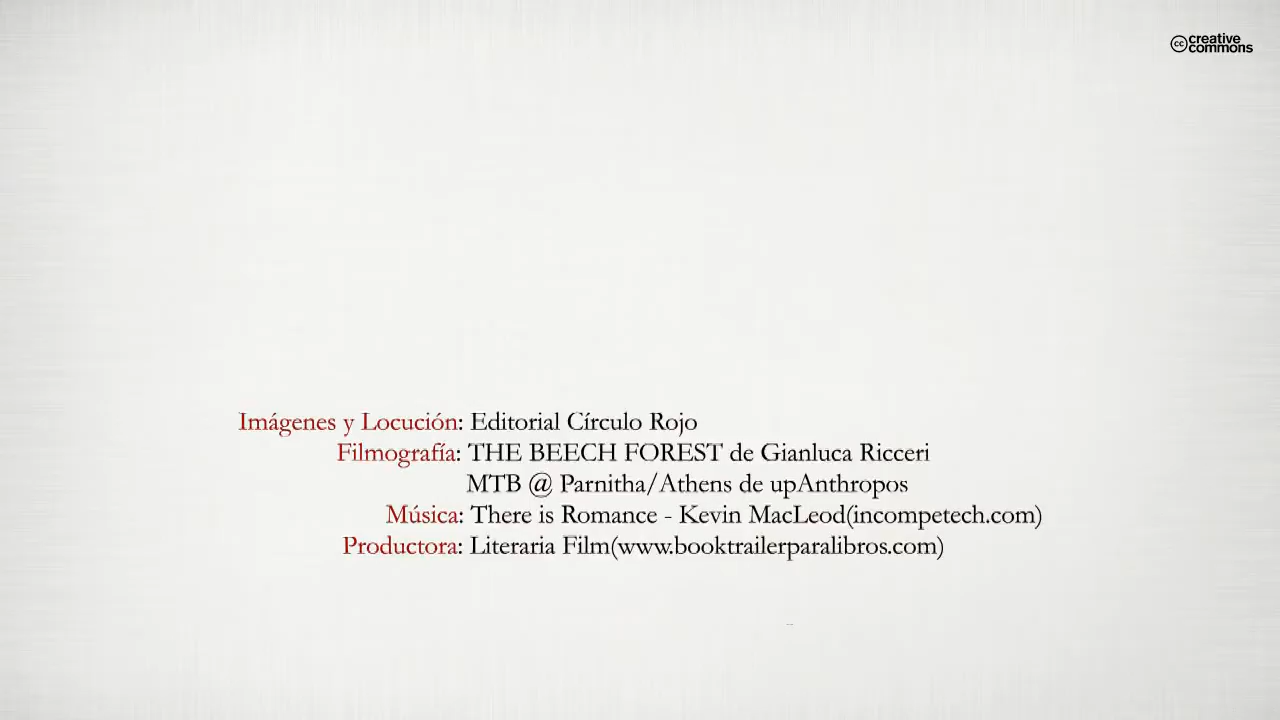 creative
commons
Imágenes y Locución: Editorial Círculo Rojo
Filmografía: THE BEECH FOREST de Gianluca Ricceri
MTB @ Parnitha/Athens de upAnthropos
Música: There is Romance - Kevin MacLeod(incompetech.com)
Productora: Literaria Film(www.booktrailerparalibros.com)